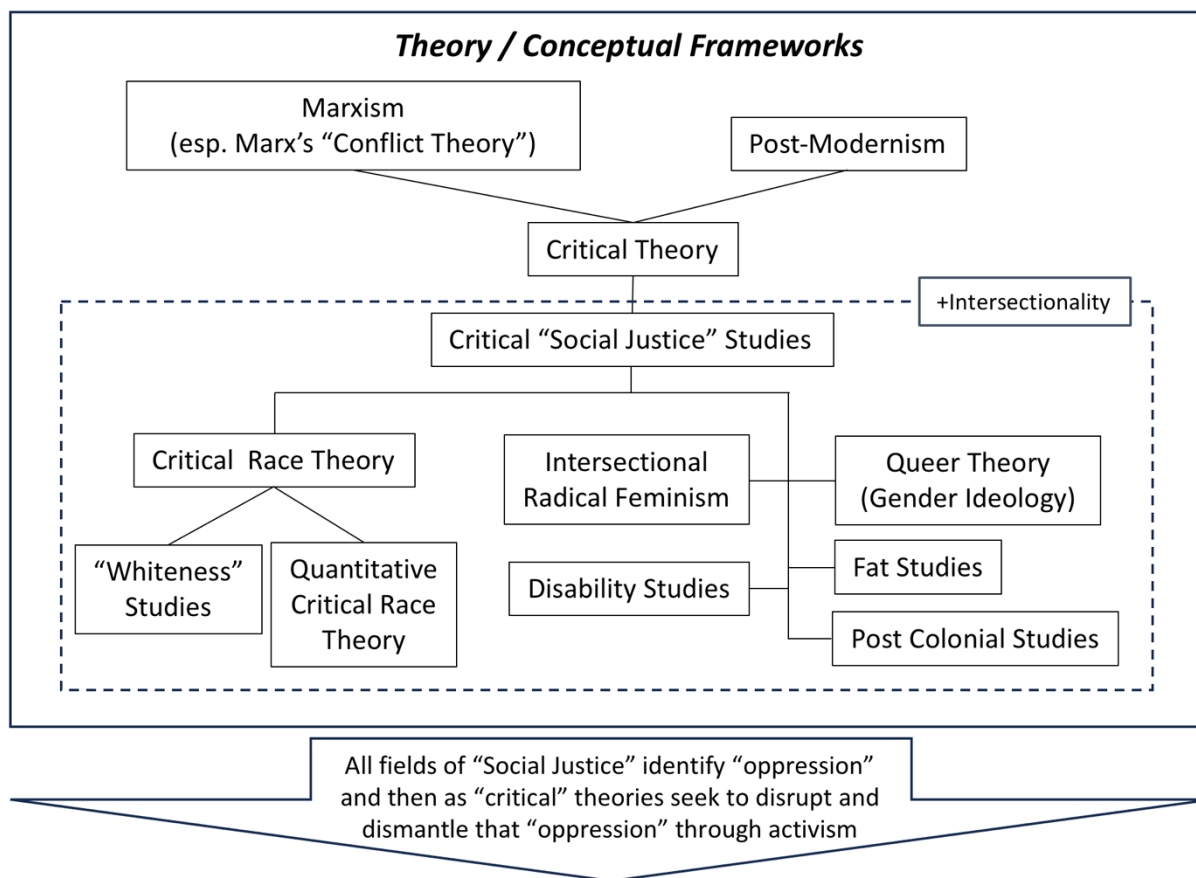 Theory / Conceptual Frameworks
Marxism
(esp. Marx’s “Conflict Theory”)
Post-Modernism
Critical Theory
+Intersectionality
Critical “Social Justice” Studies
Critical Race Theory
Intersectional
Radical Feminism
Queer Theory
(Gender Ideology)
“Whiteness”
Studies
Quantitative
Critical Race
Theory
Disability Studies
Fat Studies
Post Colonial Studies
All fields of “Social Justice” identify “oppression”
and then as “critical” theories seek to disrupt and
dismantle that “oppression” through activism